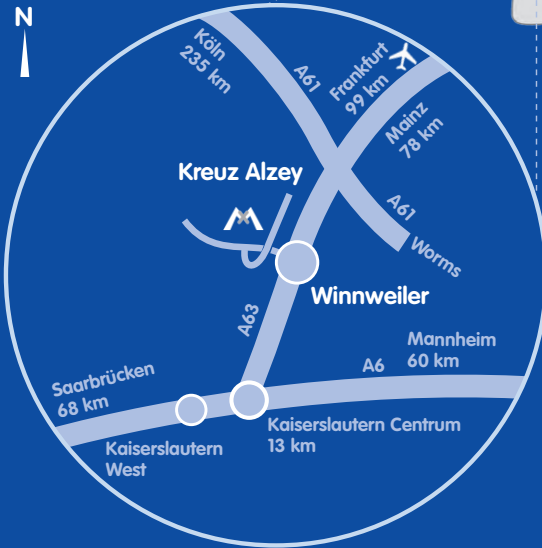 N
Köln
235 km
A61
Frankfurt
99 km
Mainz
78 km
Kreuz Alzey
A61
Worms
Winnweiler
A63
Mannheim
60 km
A6
Saarbrücken
68 km
Kaiserslautern Centrum
13 km
Kaiserslautern
West